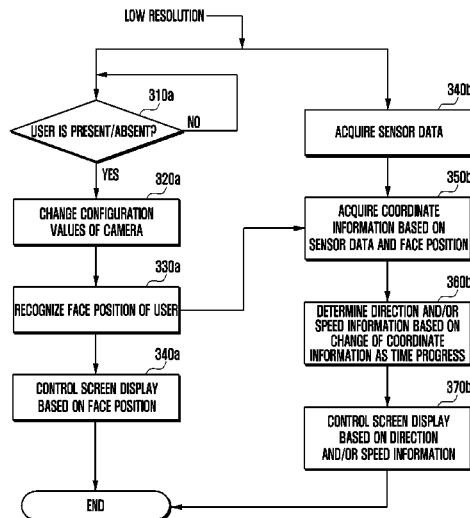 LOW RESOLUTION
310a
USER IS PRESENT/ABSENT?
NO
YES
320a
CHANGE CONFIGURATION
VALUES OF CAMERA
330a
RECOGNIZE FACE POSITION OF USER
340a
CONTROL SCREEN DISPLAY
BASED ON FACE POSITION
340b
ACQUIRE SENSOR DATA
350b
ACQUIRE COORDINATE
INFORMATION BASED ON
SENSOR DATA AND FACE POSITION
360b
DETERMINE DIRECTION AND/OR
SPEED INFORMATION BASED ON
CHANGE OF COORDINATE
INFORMATION AS TIME PROGRESS
370b
CONTROL SCREEN DISPLAY
BASED ON DIRECTION
AND/OR SPEED INFORMATION
END